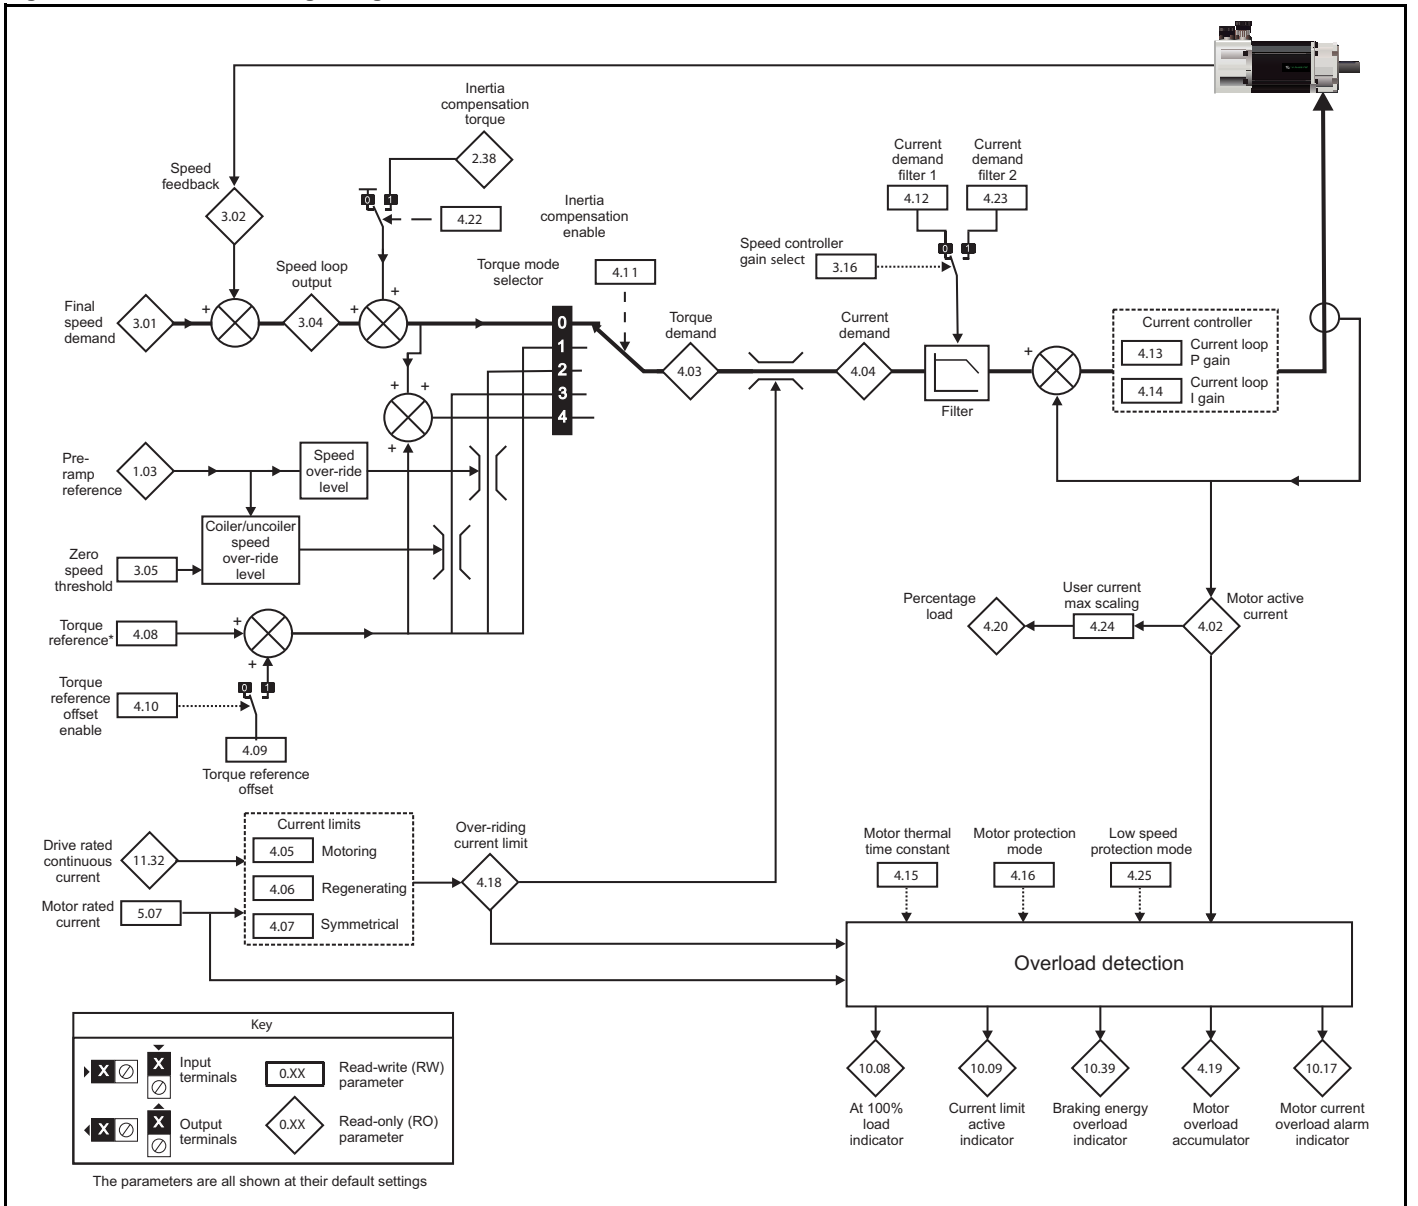 Inertia
compensation
torque
2.38
Speed
feedback
3.02
0 1
4.22
Inertia
compensation
enable
Current
demand
filter 1
4.12
Current
demand
filter 2
4.23
0 1
Speed controller
gain select
3.16
Final
speed
demand
3.01
+
Speed loop
output
3.04
+
+
Torque mode
selector
4.11
0
1
2
3
4
Torque
demand
4.03
Current
demand
4.04
Filter
+
Current controller
4.13
Current loop
P gain
4.14
Current loop
I gain
+ +
+
Pre-
ramp
reference
1.03
Speed
over-ride
level
Coiler/uncoiler
speed
over-ride
level
Zero
speed
threshold
3.05
Torque
reference*
4.08
+
+
0 1
Torque
reference
offset
enable
4.10
4.09
Torque reference
offset
Percentage
load
4.20
User current
max scaling
4.24
4.02
Motor active
current
Drive rated
continuous
current
11.32
Motor rated
current
5.07
Current limits
4.05 Motoring
4.06 Regenerating
4.07 Symmetrical
Over-riding
current limit
4.18
Motor thermal
time constant
4.15
Motor protection
mode
4.16
Low speed
protection mode
4.25
Overload detection
10.08
At 100%
load
indicator
10.09
Current limit
active
indicator
10.39
Braking energy
overload
indicator
4.19
Motor
overload
accumulator
10.17
Motor current
overload alarm
indicator
Key
X X
Input
terminals
0.XX
Read-write (RW)
parameter
X X
Output
terminals
0.XX
Read-only (RO)
parameter
The parameters are all shown at their default settings